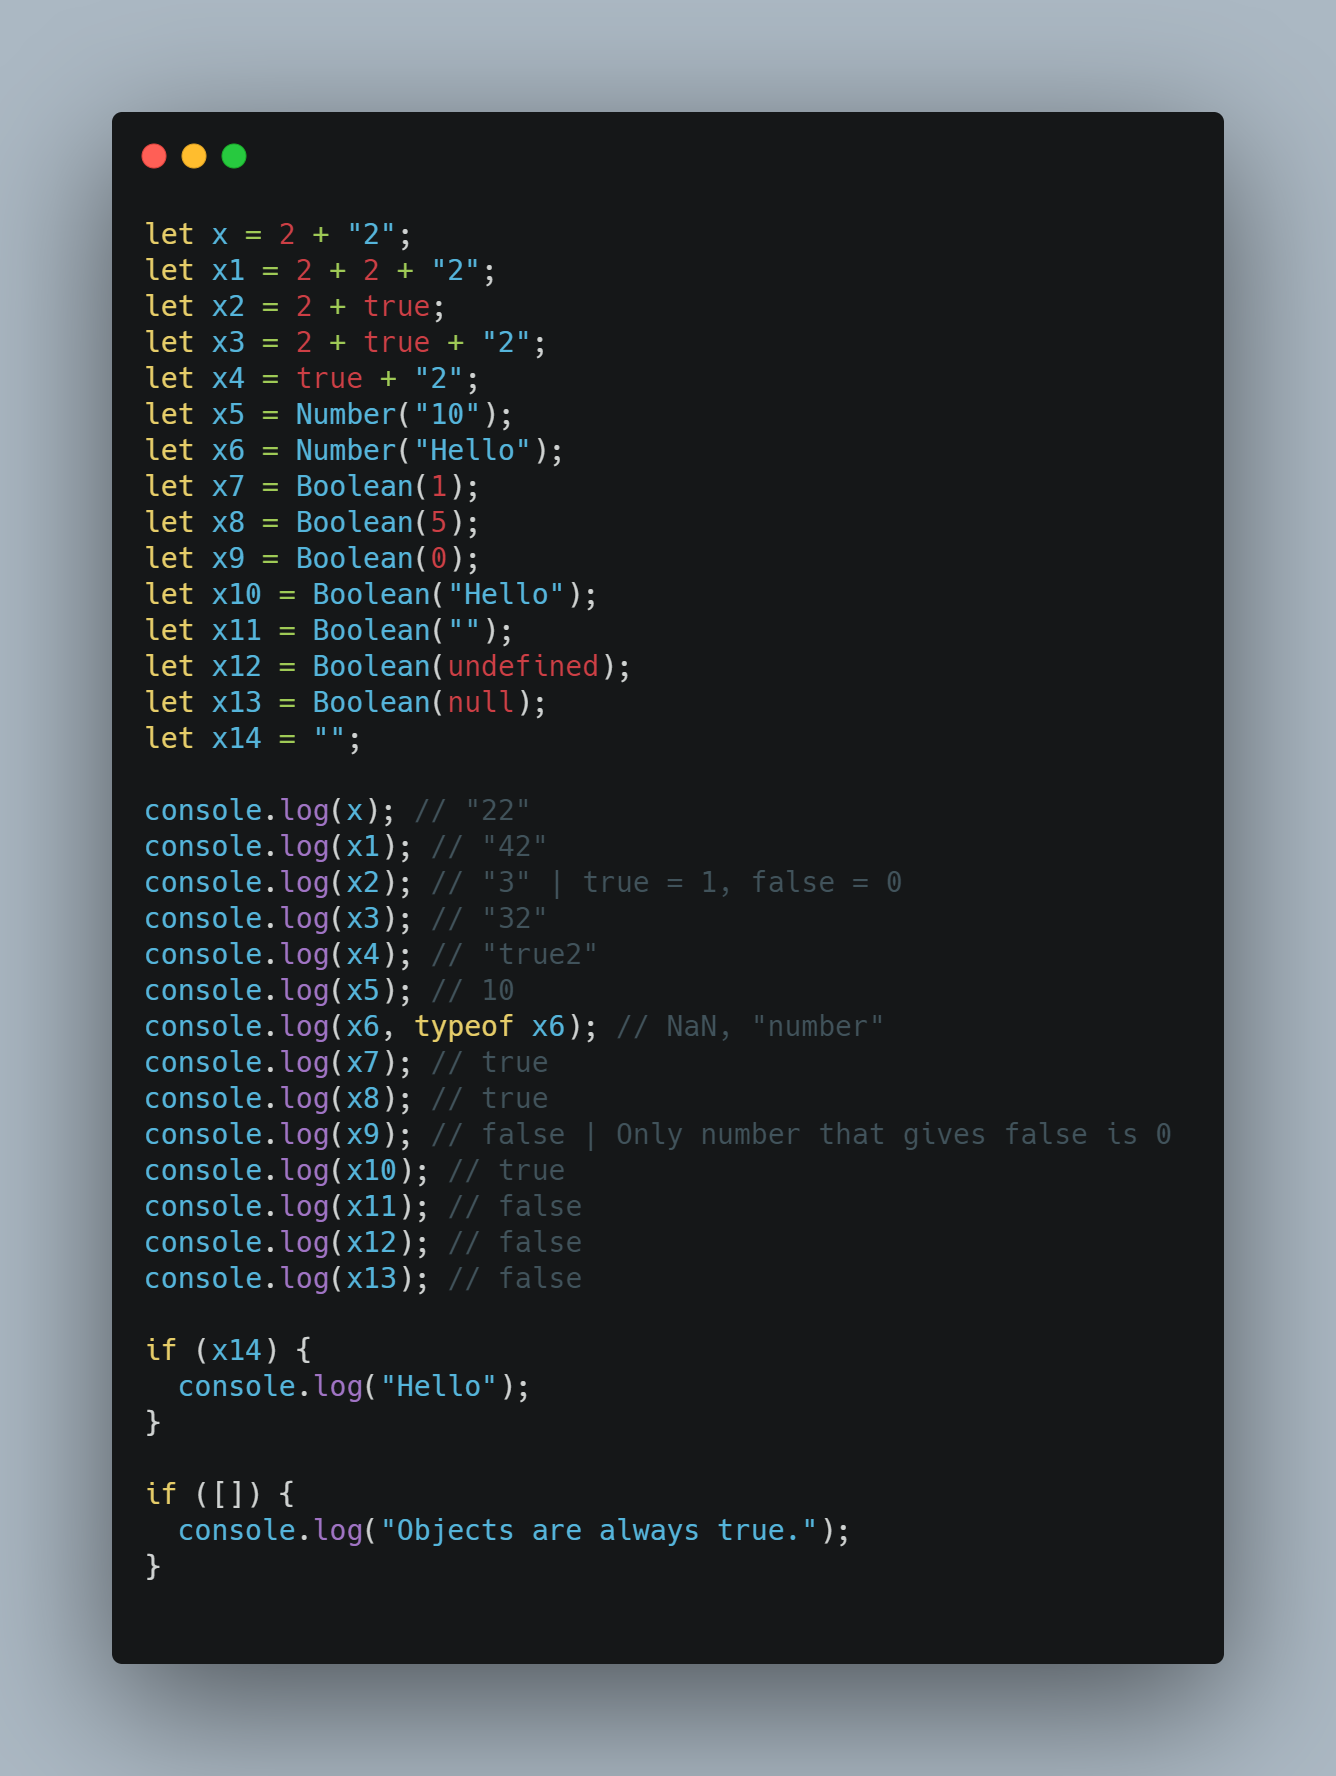 let x = 2 + "2";
let x1 = 2 + 2 + "2";
let x2 = 2 + true;
let x3 = 2 + true + "2";
let x4 = true + "2";
let x5 = Number("10");
let x6 = Number("Hello");
let x7 = Boolean(1);
let x8 = Boolean(5);
let x9 = Boolean(0);
let x10 = Boolean("Hello");
let x11 = Boolean("");
let x12 = Boolean(undefined);
let x13 = Boolean(null);
let x14 = "";

console.log(x); // "22"
console.log(x1); // "42"
console.log(x2); // "3" | true = 1, false = 0
console.log(x3); // "32"
console.log(x4); // "true2"
console.log(x5); // 10
console.log(x6, typeof x6); // NaN, "number"
console.log(x7); // true
console.log(x8); // true
console.log(x9); // false | Only number that gives false is 0
console.log(x10); // true
console.log(x11); // false
console.log(x12); // false
console.log(x13); // false

if (x14) {
  console.log("Hello");
}

if ([]) {
  console.log("Objects are always true.");
}